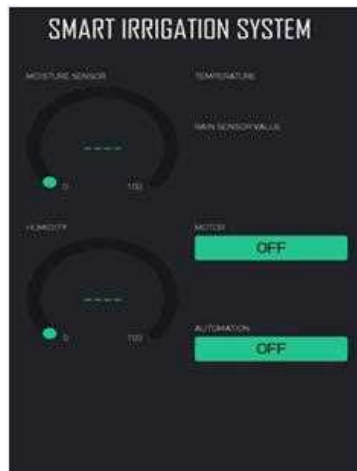 SMART IRRIGATION SYSTEM
MOISTURE SENSOR
TEMPERATURE
----
RAIN SENSOR VALUE
0 100
HUMIDITY
MOTOR
OFF
----
0 100
AUTOMATION
OFF